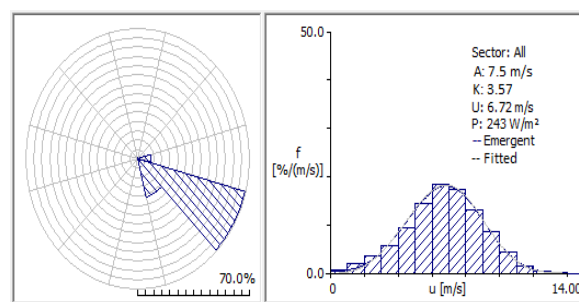 70.0%
50.0
f
[%/(m/s)]
0.0
0
u [m/s]
14.00
Sector: All
A: 7.5 m/s
K: 3.57
U: 6.72 m/s
P: 243 W/m²
-- Emergent
-- Fitted